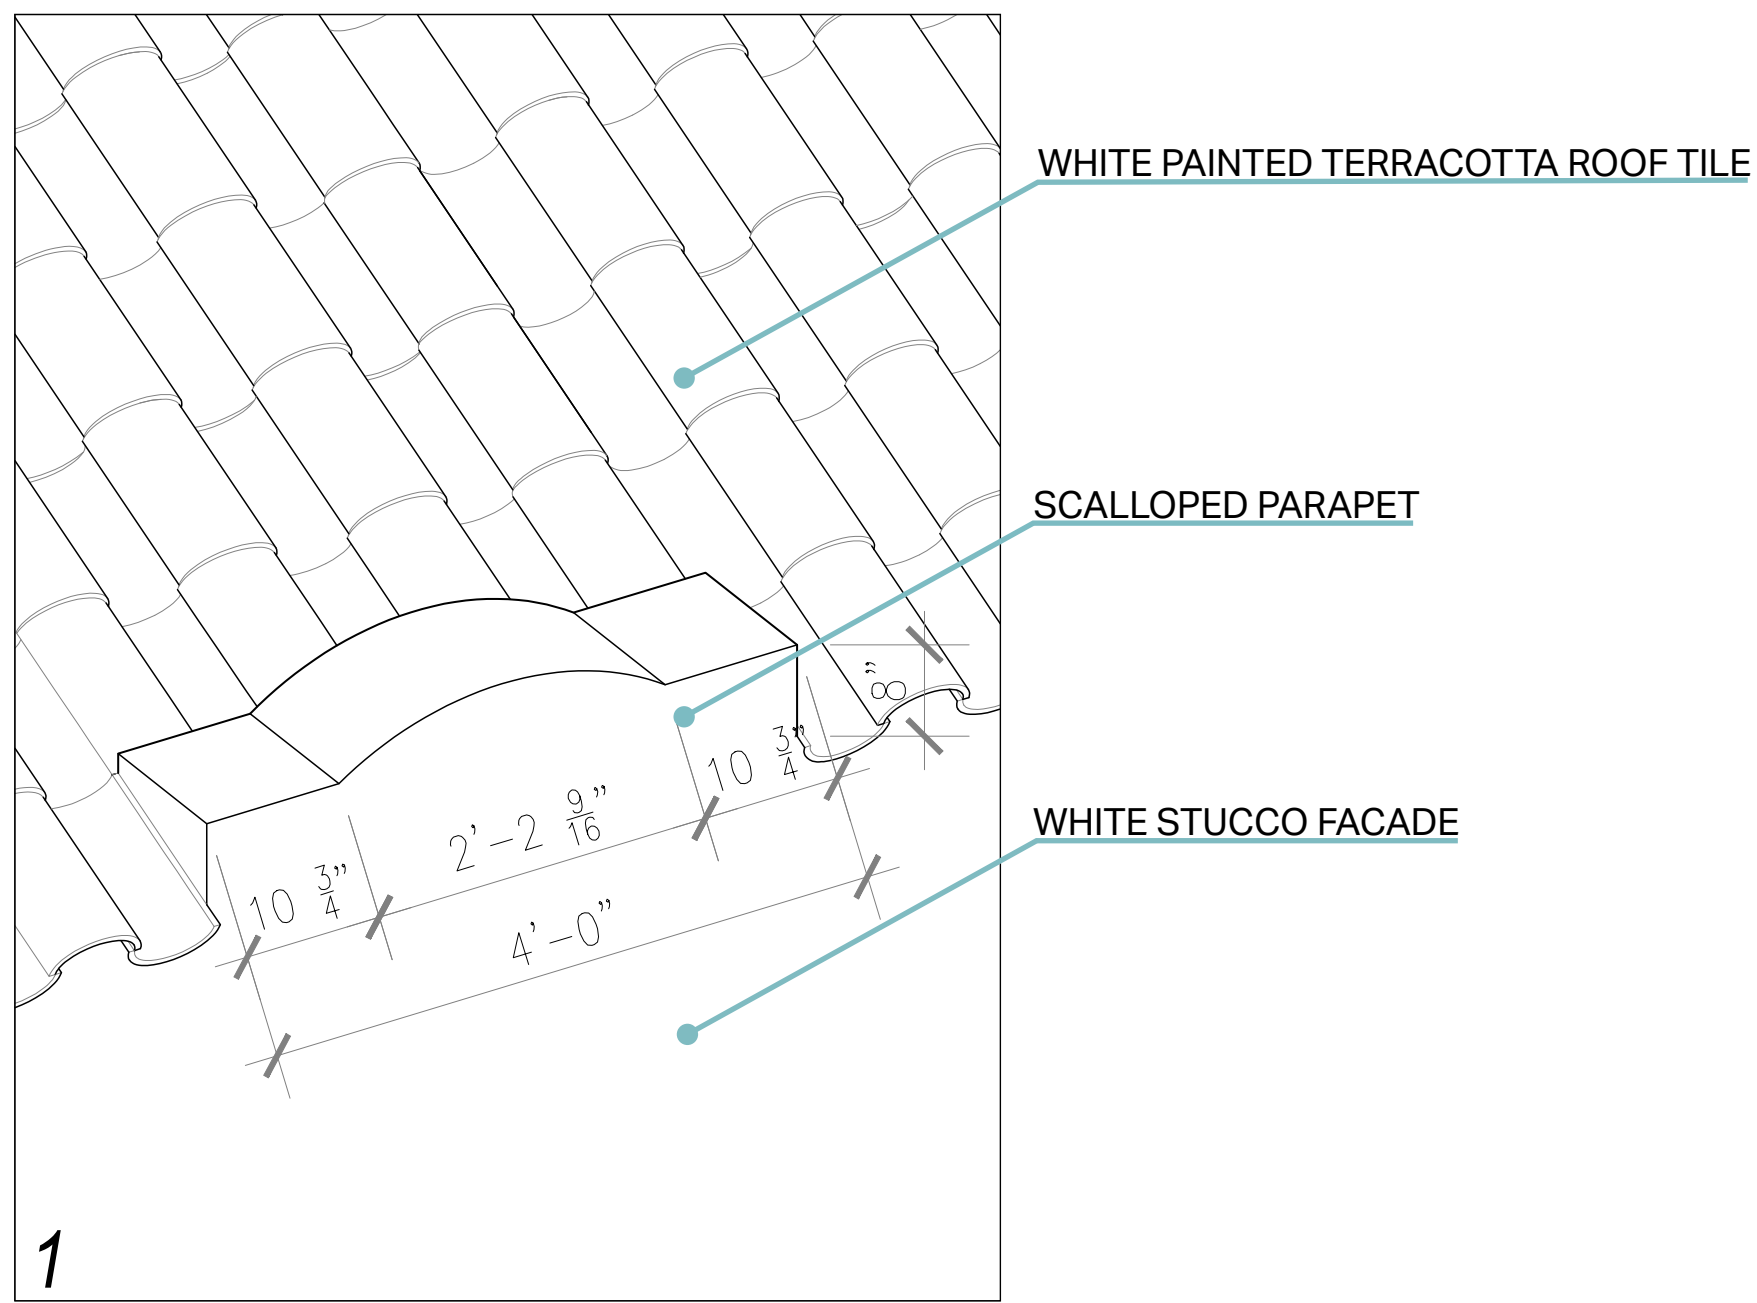 WHITE PAINTED TERRACOTTA ROOF TILE
SCALLOPED PARAPET
8”
10 3/4”
2’–2 9/16”
10 3/4”
4’–0”
WHITE STUCCO FACADE
1